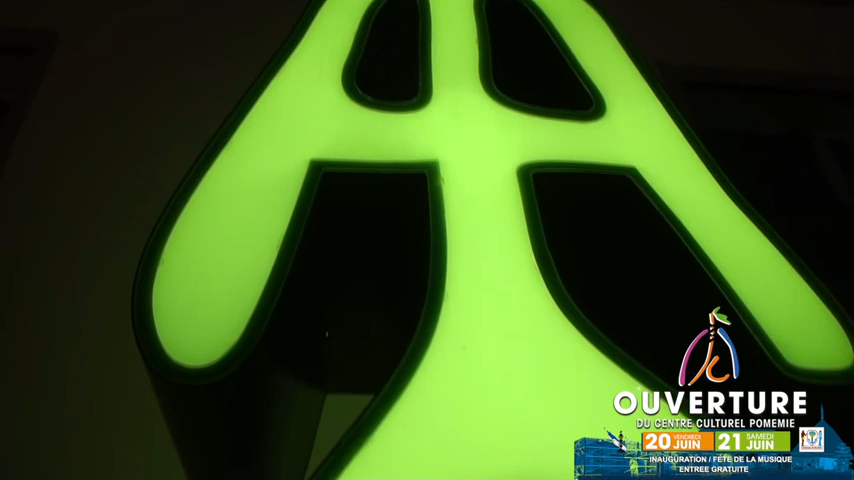 OUVERTURE
DU CENTRE CULTUREL POMEMIE
20 VENDREDI JUIN 21 SAMEDI JUIN
INAUGURATION / FÊTE DE LA MUSIQUE
ENTREE GRATUITE